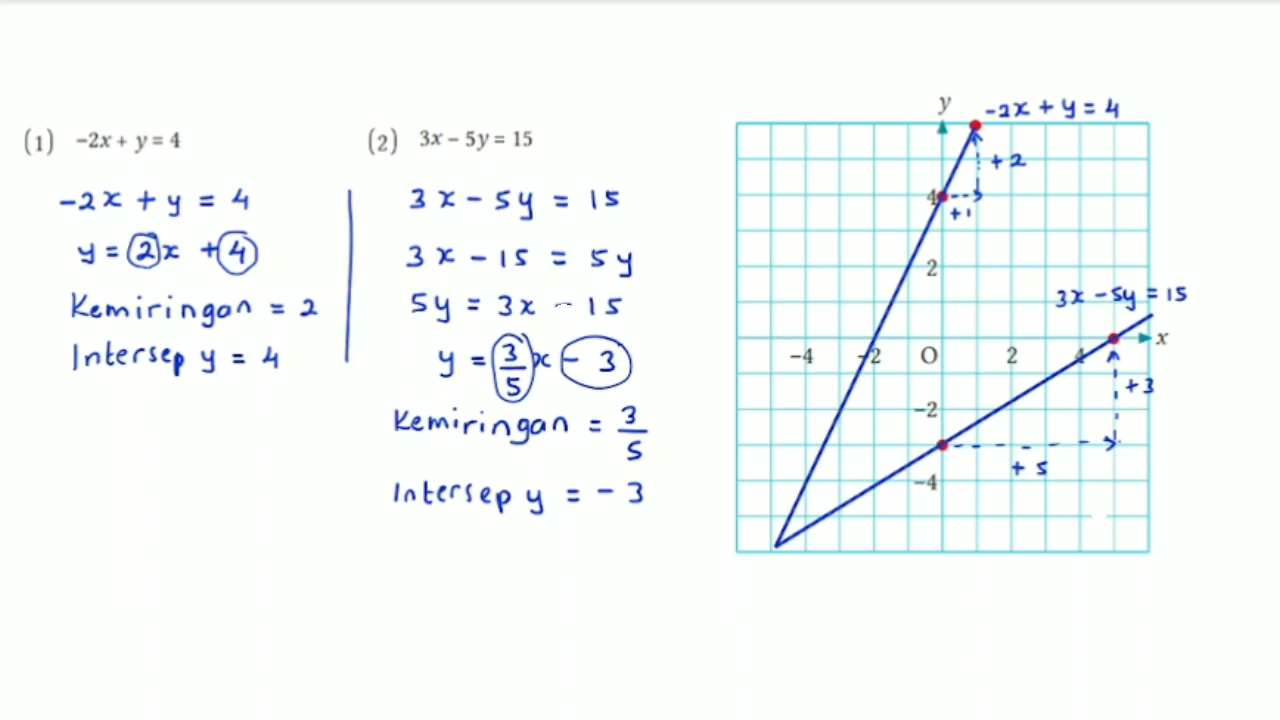 (1) −2x + y = 4
-2x + y = 4
y = 2x + 4
Kemiringan = 2
Intersep y = 4
(2) 3x − 5y = 15
3x - 5y = 15
3x - 15 = 5y
5y = 3x - 15
y = 3/5 x - 3
Kemiringan = 3/5
Intersep y = - 3
y
-2x + y = 4
+2
4
+1
2
3x - 5y = 15
x
−4 −2 O 2 4
+3
−2
+5
−4